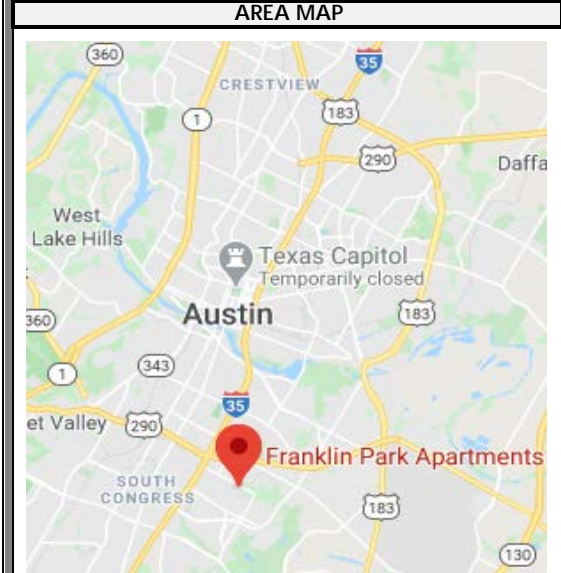 AREA MAP
360
35
CRESTVIEW
1
183
290
Daffa
West
Lake Hills
Texas Capitol
Temporarily closed
Austin
360
183
343
1
35
et Valley
290
Franklin Park Apartments
SOUTH
CONGRESS
183
130